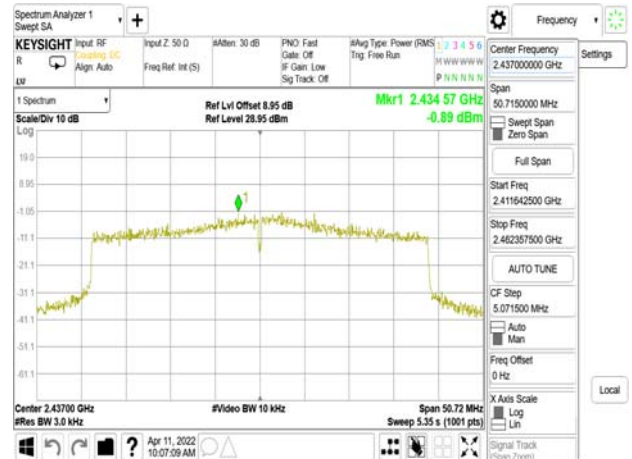 Spectrum Analyzer 1
Swept SA
+
Frequency
KEYSIGHT
Input: RF
Coupling: DC
Align: Auto
Input Z: 50 Ω
Freq Ref: Int (S)
#Atten: 30 dB
PNO: Fast
Gate: Off
IF Gain: Low
Sig Track: Off
#Avg Type: Power (RMS
Trig: Free Run
1 2 3 4 5 6
M W W W W W
P N N N N N
R
LU
1 Spectrum
Scale/Div 10 dB
Log
Ref Lvl Offset 8.95 dB
Ref Level 28.95 dBm
Mkr1 2.434 57 GHz
-0.89 dBm
19.0
8.95
-1.05
-11.1
-21.1
-31.1
-41.1
-51.1
-61.1
1
Center 2.43700 GHz
#Res BW 3.0 kHz
#Video BW 10 kHz
Span 50.72 MHz
Sweep 5.35 s (1001 pts)
?
Apr 11, 2022
10:07:09 AM
Center Frequency
2.437000000 GHz
Settings
Span
50.7150000 MHz
Swept Span
Zero Span
Full Span
Start Freq
2.411642500 GHz
Stop Freq
2.462357500 GHz
AUTO TUNE
CF Step
5.071500 MHz
Auto
Man
Freq Offset
0 Hz
X Axis Scale
Log
Lin
Local
Signal Track
(Span Zoom)